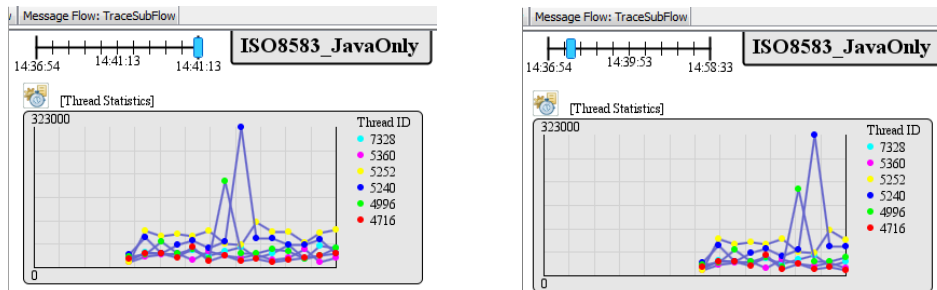 Message Flow: TraceSubFlow
ISO8583_JavaOnly
14:36:54 14:41:13 14:41:13
[Thread Statistics]
323000
Thread ID
7328
5360
5252
5240
4996
4716
0
Message Flow: TraceSubFlow
ISO8583_JavaOnly
14:36:54 14:39:53 14:58:33
[Thread Statistics]
323000
Thread ID
7328
5360
5252
5240
4996
4716
0